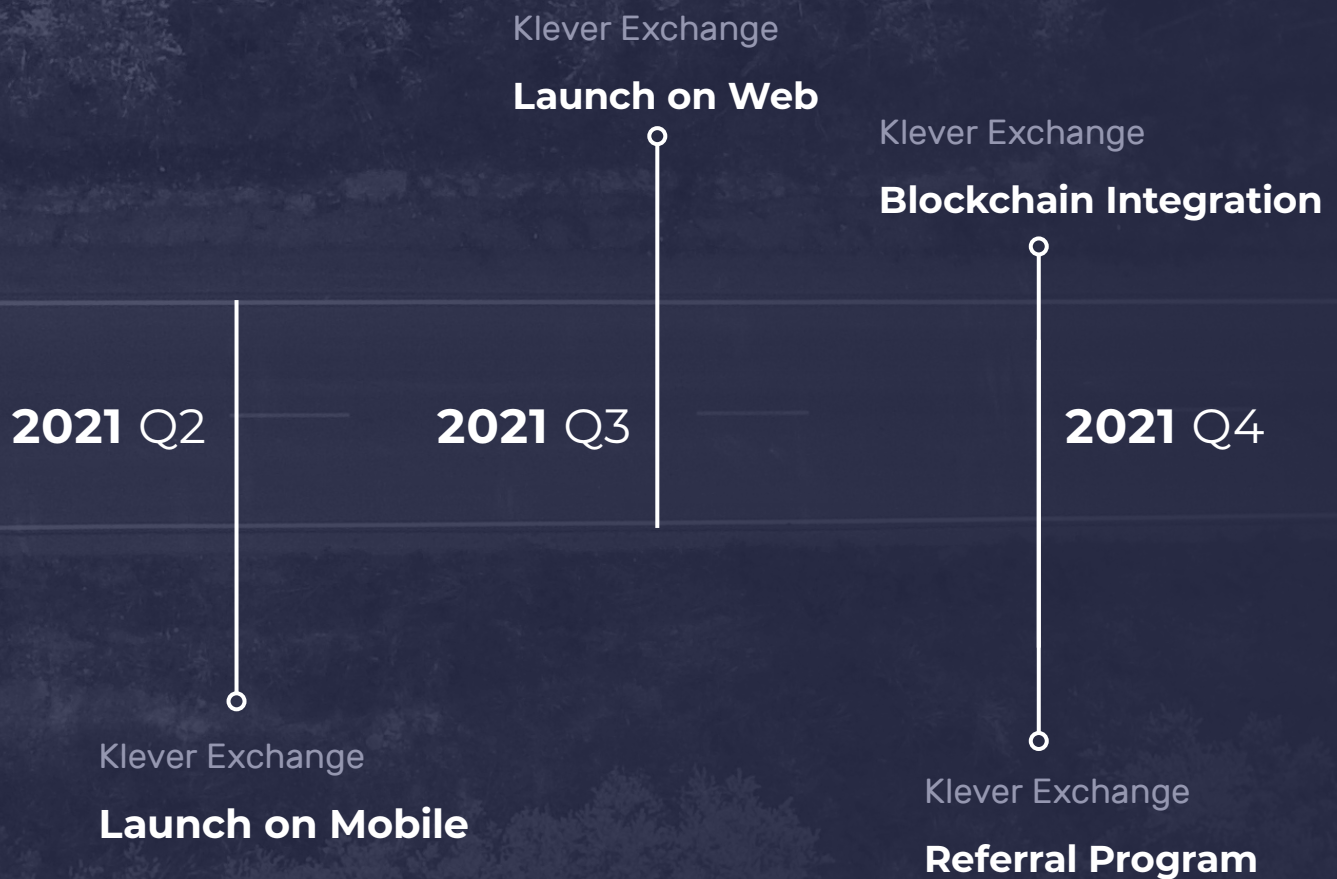 Klever Exchange
Launch on Web
Klever Exchange
Blockchain Integration
2021 Q2
2021 Q3
2021 Q4
Klever Exchange
Launch on Mobile
Klever Exchange
Referral Program